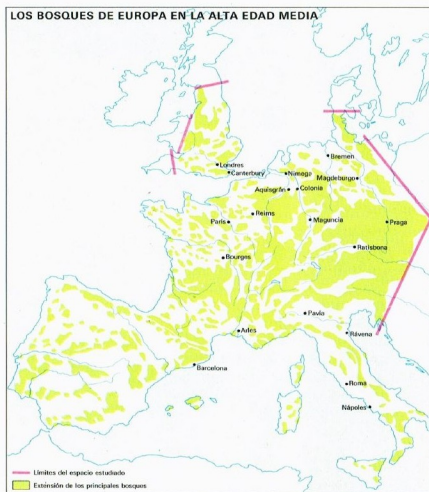 LOS BOSQUES DE EUROPA EN LA ALTA EDAD MEDIA
Londres
Canterbury
Bremen
Nimega
Magdeburgo
Aquisgrán
Colonia
Reims
París
Maguncia
Praga
Ratisbona
Bourges
Pavía
Arles
Rávena
Barcelona
Roma
Nápoles
Límites del espacio estudiado
Extensión de los principales bosques